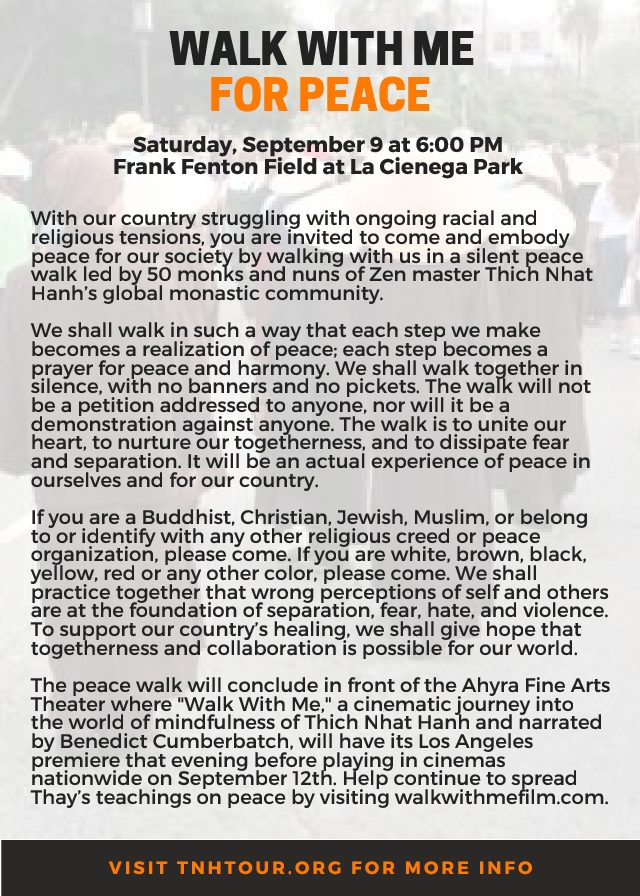 WALK WITH ME
FOR PEACE
Saturday, September 9 at 6:00 PM
Frank Fenton Field at La Cienega Park
With our country struggling with ongoing racial and
religious tensions, you are invited to come and embody
peace for our society by walking with us in a silent peace
walk led by 50 monks and nuns of Zen master Thich Nhat
Hanh's global monastic community.
We shall walk in such a way that each step we make
becomes a realization of peace; each step becomes a
prayer for peace and harmony. We shall walk together in
silence, with no banners and no pickets. The walk will not
be a petition addressed to anyone, nor will it be a
demonstration against anyone. The walk is to unite our
heart, to nurture our togetherness, and to dissipate fear
and separation. It will be an actual experience of peace in
ourselves and for our country.
If you are a Buddhist, Christian, Jewish, Muslim, or belong
to or identify with any other religious creed or peace
organization, please come. If you are white, brown, black,
yellow, red or any other color, please come. We shall
practice together that wrong perceptions of self and others
are at the foundation of separation, fear, hate, and violence.
To support our country's healing, we shall give hope that
togetherness and collaboration is possible for our world.
The peace walk will conclude in front of the Ahyra Fine Arts
Theater where "Walk With Me," a cinematic journey into
the world of mindfulness of Thich Nhat Hanh and narrated
by Benedict Cumberbatch, will have its Los Angeles
premiere that evening before playing in cinemas
nationwide on September 12th. Help continue to spread
Thay's teachings on peace by visiting walkwithmefilm.com.
VISIT TNHTOUR.ORG FOR MORE INFO